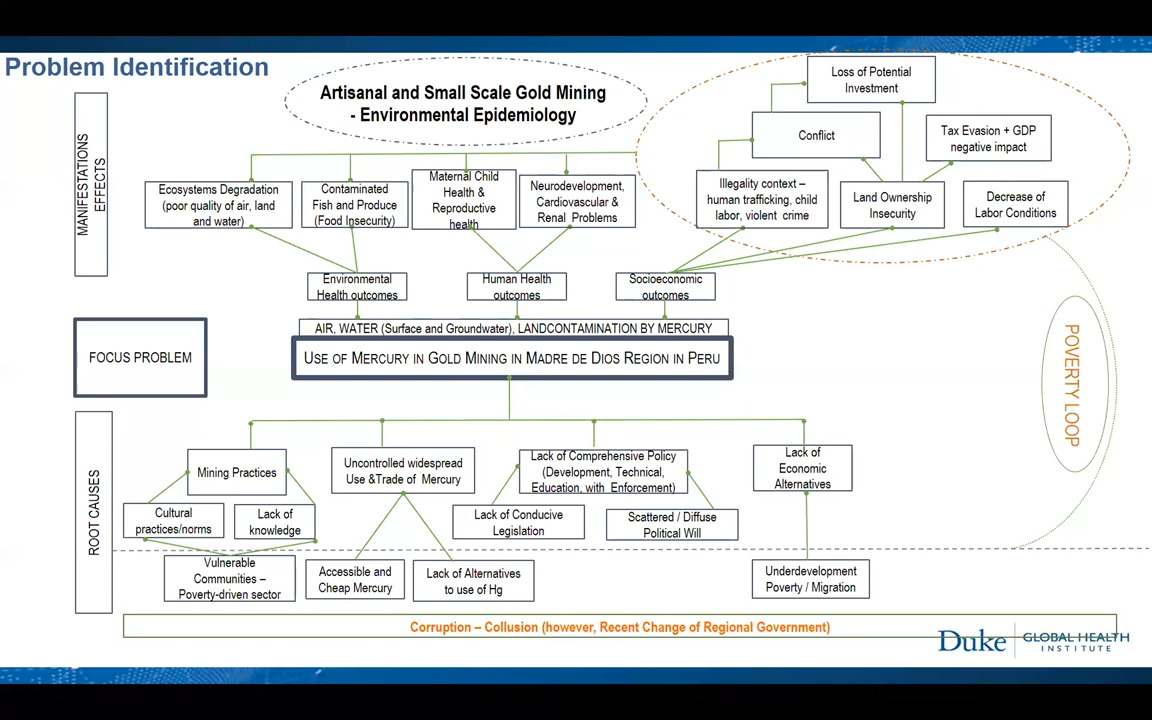 Problem Identification
Artisanal and Small Scale Gold Mining
- Environmental Epidemiology
Loss of Potential
Investment
Conflict
Tax Evasion + GDP
negative impact
MANIFESTATIONS
EFFECTS
Ecosystems Degradation
(poor quality of air, land
and water)
Contaminated
Fish and Produce
(Food Insecurity)
Maternal Child
Health &
Reproductive
health
Neurodevelopment,
Cardiovascular &
Renal Problems
Illegality context –
human trafficking, child
labor, violent crime
Land Ownership
Insecurity
Decrease of
Labor Conditions
Environmental
Health outcomes
Human Health
outcomes
Socioeconomic
outcomes
AIR, WATER (Surface and Groundwater), LANDCONTAMINATION BY MERCURY
FOCUS PROBLEM
USE OF MERCURY IN GOLD MINING IN MADRE DE DIOS REGION IN PERU
POVERTY LOOP
ROOT CAUSES
Mining Practices
Uncontrolled widespread
Use &Trade of Mercury
Lack of Comprehensive Policy
(Development, Technical,
Education, with Enforcement)
Lack of
Economic
Alternatives
Cultural
practices/norms
Lack of
knowledge
Lack of Conducive
Legislation
Scattered / Diffuse
Political Will
Vulnerable
Communities –
Poverty-driven sector
Accessible and
Cheap Mercury
Lack of Alternatives
to use of Hg
Underdevelopment
Poverty / Migration
Corruption – Collusion (however, Recent Change of Regional Government)
Duke
GLOBAL HEALTH
INSTITUTE